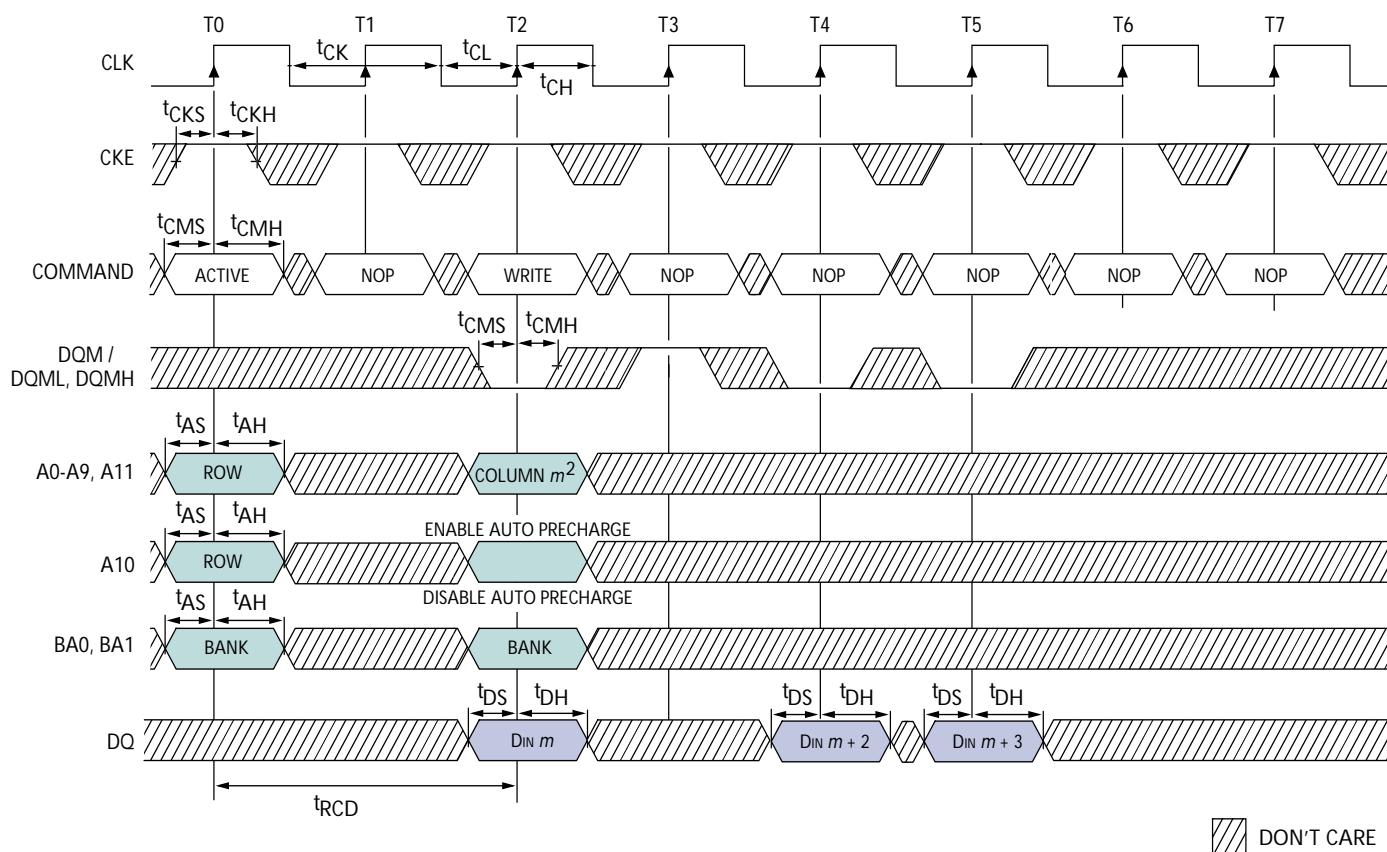 T0 T1 T2 T3 T4 T5 T6 T7
CLK
tCK tCL
tCH
tCKS tCKH
CKE
tCMS tCMH
COMMAND ACTIVE NOP WRITE NOP NOP NOP NOP NOP
tCMS tCMH
DQM /
DQML, DQMH
tAS tAH
A0-A9, A11 ROW COLUMN m2
tAS tAH ENABLE AUTO PRECHARGE
A10 ROW
tAS tAH DISABLE AUTO PRECHARGE
BA0, BA1 BANK BANK
tDS tDH tDS tDH tDS tDH
DQ DIN m DIN m + 2 DIN m + 3
tRCD
DON'T CARE